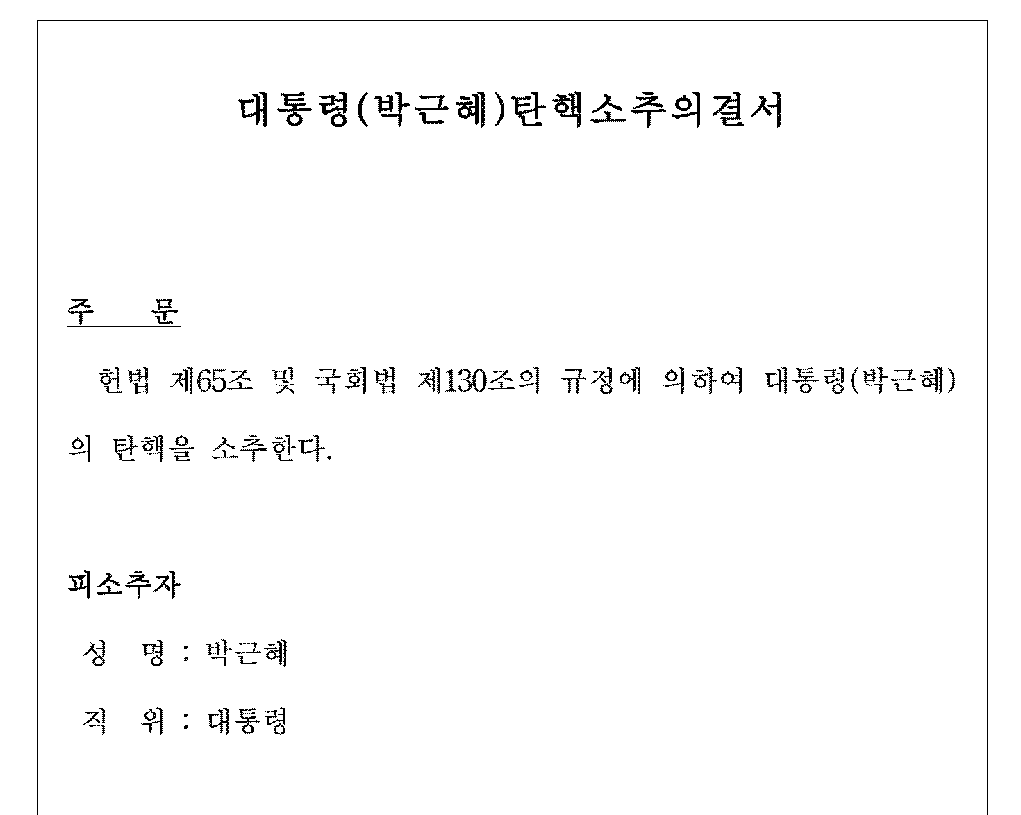 대통령(박근혜)탄핵소추의결서
주 문
헌법 제65조 및 국회법 제130조의 규정에 의하여 대통령(박근혜)
의 탄핵을 소추한다.
피소추자
성 명 : 박근혜
직 위 : 대통령